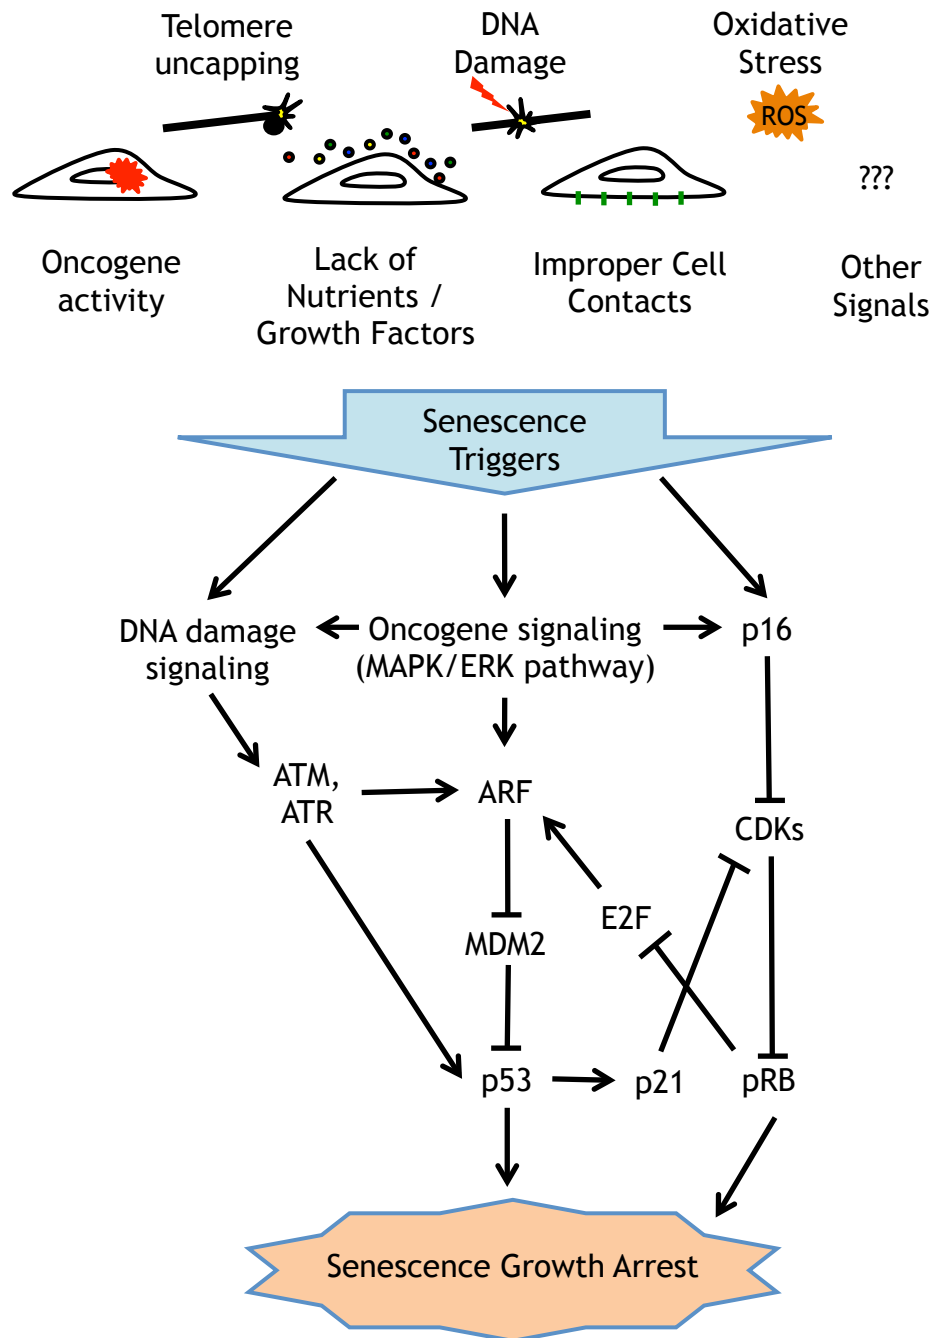 Telomere
uncapping
DNA
Damage
Oxidative
Stress
ROS
???
Oncogene
activity
Lack of
Nutrients /
Growth Factors
Improper Cell
Contacts
Other
Signals
Senescence
Triggers
DNA damage
signaling
Oncogene signaling
(MAPK/ERK pathway)
p16
ATM,
ATR
ARF
CDKs
E2F
MDM2
p53
p21
pRB
Senescence Growth Arrest